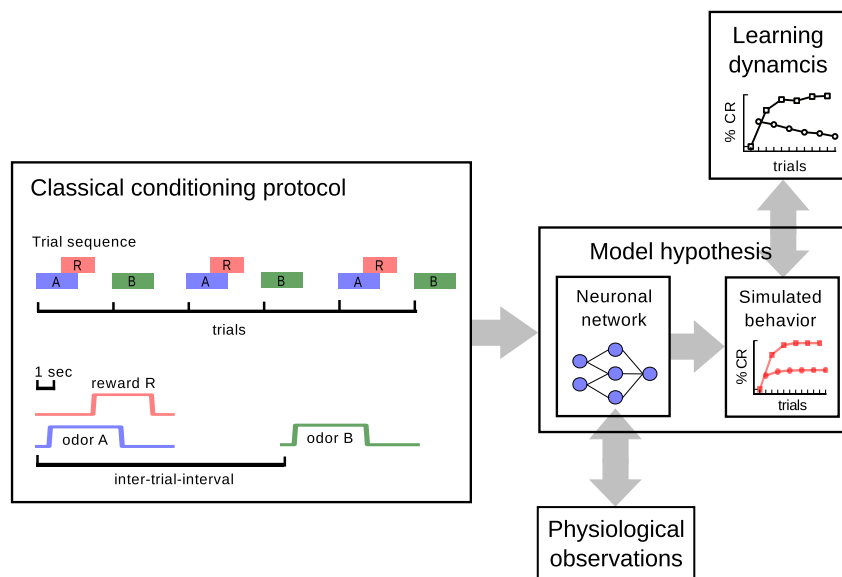 Learning
dynamcis
% CR
trials
Classical conditioning protocol
Trial sequence
R R R
A B A B A B
trials
1 sec
reward R
odor A odor B
inter-trial-interval
Model hypothesis
Neuronal
network
Simulated
behavior
% CR
trials
Physiological
observations